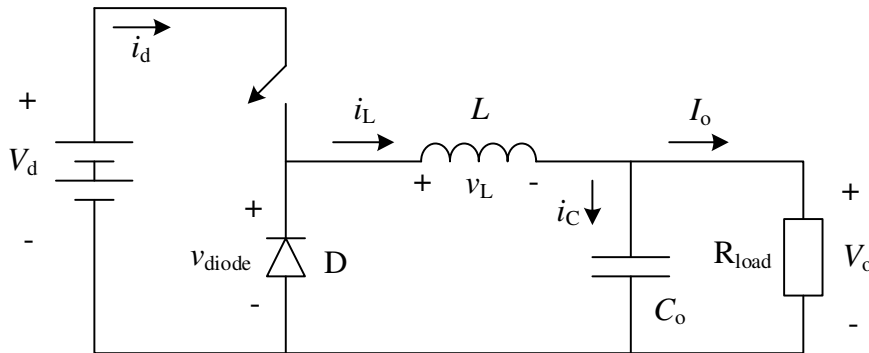 i_d
i_L
L
I_o
+
+
V_d
+
v_L
-
+
i_C
+
v_diode
D
R_load
V_o
-
-
C_o
-